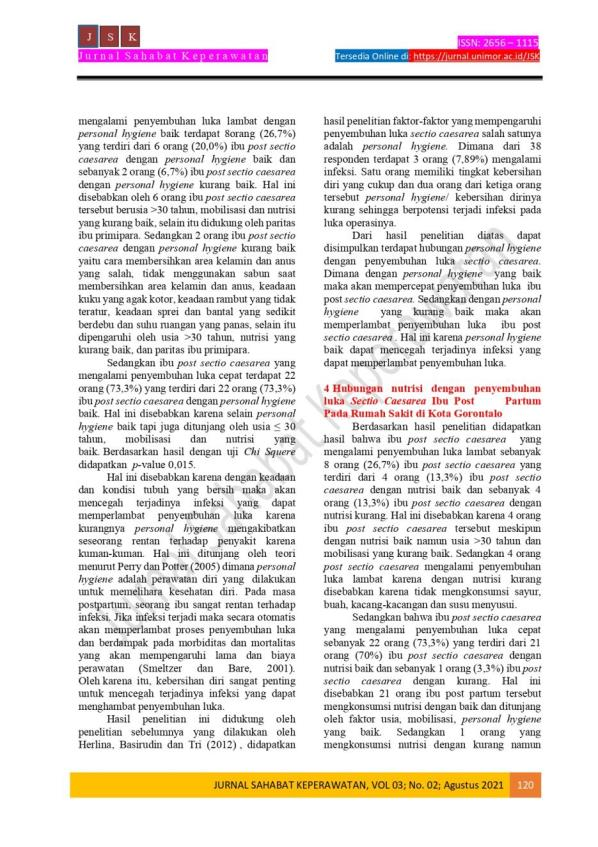 J S K
Jurnal Sahabat Keperawatan
ISSN: 2656 – 1115
Tersedia Online di: https://jurnal.unimor.ac.id/JSK
mengalami penyembuhan luka lambat dengan
personal hygiene baik terdapat 8orang (26,7%)
yang terdiri dari 6 orang (20,0%) ibu post sectio
caesarea dengan personal hygiene baik dan
sebanyak 2 orang (6,7%) ibu post sectio caesarea
dengan personal hygiene kurang baik. Hal ini
disebabkan oleh 6 orang ibu post sectio caesarea
tersebut berusia >30 tahun, mobilisasi dan nutrisi
yang kurang baik, selain itu didukung oleh paritas
ibu primipara. Sedangkan 2 orang ibu post sectio
caesarea dengan personal hygiene kurang baik
yaitu cara membersihkan area kelamin dan anus
yang salah, tidak menggunakan sabun saat
membersihkan area kelamin dan anus, keadaan
kuku yang agak kotor, keadaan rambut yang tidak
teratur, keadaan sprei dan bantal yang sedikit
berdebu dan suhu ruangan yang panas, selain itu
dipengaruhi oleh usia >30 tahun, nutrisi yang
kurang baik, dan paritas ibu primipara.
Sedangkan ibu post sectio caesarea yang
mengalami penyembuhan luka cepat terdapat 22
orang (73,3%) yang terdiri dari 22 orang (73,3%)
ibu post sectio caesarea dengan personal hygiene
baik. Hal ini disebabkan karena selain personal
hygiene baik tapi juga ditunjang oleh usia ≤ 30
tahun, mobilisasi dan nutrisi yang
baik. Berdasarkan hasil dengan uji Chi Squere
didapatkan p-value 0,015.
Hal ini disebabkan karena dengan keadaan
dan kondisi tubuh yang bersih maka akan
mencegah terjadinya infeksi yang dapat
memperlambat penyembuhan luka karena
kurangnya personal hygiene mengakibatkan
seseorang rentan terhadap penyakit karena
kuman-kuman. Hal ini ditunjang oleh teori
menurut Perry dan Potter (2005) dimana personal
hygiene adalah perawatan diri yang dilakukan
untuk memelihara kesehatan diri. Pada masa
postpartum, seorang ibu sangat rentan terhadap
infeksi. Jika infeksi terjadi maka secara otomatis
akan memperlambat proses penyembuhan luka
dan berdampak pada morbiditas dan mortalitas
yang akan mempengaruhi lama dan biaya
perawatan (Smeltzer dan Bare, 2001).
Oleh karena itu, kebersihan diri sangat penting
untuk mencegah terjadinya infeksi yang dapat
menghambat penyembuhan luka.
Hasil penelitian ini didukung oleh
penelitian sebelumnya yang dilakukan oleh
Herlina, Basirudin dan Tri (2012) , didapatkan
hasil penelitian faktor-faktor yang mempengaruhi
penyembuhan luka sectio caesarea salah satunya
adalah personal hygiene. Dimana dari 38
responden terdapat 3 orang (7,89%) mengalami
infeksi. Satu orang memiliki tingkat kebersihan
diri yang cukup dan dua orang dari ketiga orang
tersebut personal hygiene/ kebersihan dirinya
kurang sehingga berpotensi terjadi infeksi pada
luka operasinya.
Dari hasil penelitian diatas dapat
disimpulkan terdapat hubungan personal hygiene
dengan penyembuhan luka sectio caesarea.
Dimana dengan personal hygiene yang baik
maka akan mempercepat penyembuhan luka ibu
post sectio caesarea. Sedangkan dengan personal
hygiene yang kurang baik maka akan
memperlambat penyembuhan luka ibu post
sectio caesarea . Hal ini karena personal hygiene
baik dapat mencegah terjadinya infeksi yang
dapat memperlambat penyembuhan luka.
4 Hubungan nutrisi dengan penyembuhan
luka Sectio Caesarea Ibu Post Partum
Pada Rumah Sakit di Kota Gorontalo
Berdasarkan hasil penelitian didapatkan
hasil bahwa ibu post sectio caesarea yang
mengalami penyembuhan luka lambat sebanyak
8 orang (26,7%) ibu post sectio caesarea yang
terdiri dari 4 orang (13,3%) ibu post sectio
caesarea dengan nutrisi baik dan sebanyak 4
orang (13,3%) ibu post sectio caesarea dengan
nutrisi kurang. Hal ini disebabkan karena 4 orang
ibu post sectio caesarea tersebut meskipun
dengan nutrisi baik namun usia >30 tahun dan
mobilisasi yang kurang baik. Sedangkan 4 orang
post sectio caesarea mengalami penyembuhan
luka lambat karena dengan nutrisi kurang
disebabkan karena tidak mengkonsumsi sayur,
buah, kacang-kacangan dan susu menyusui.
Sedangkan bahwa ibu post sectio caesarea
yang mengalami penyembuhan luka cepat
sebanyak 22 orang (73,3%) yang terdiri dari 21
orang (70%) ibu post sectio caesarea dengan
nutrisi baik dan sebanyak 1 orang (3,3%) ibu post
sectio caesarea dengan kurang. Hal ini
disebabkan 21 orang ibu post partum tersebut
mengkonsumsi nutrisi dengan baik dan ditunjang
oleh faktor usia, mobilisasi, personal hygiene
yang baik. Sedangkan 1 orang yang
mengkonsumsi nutrisi dengan kurang namun
Jurnal Sahabat Keperawatan
JURNAL SAHABAT KEPERAWATAN, VOL 03; No. 02; Agustus 2021 120